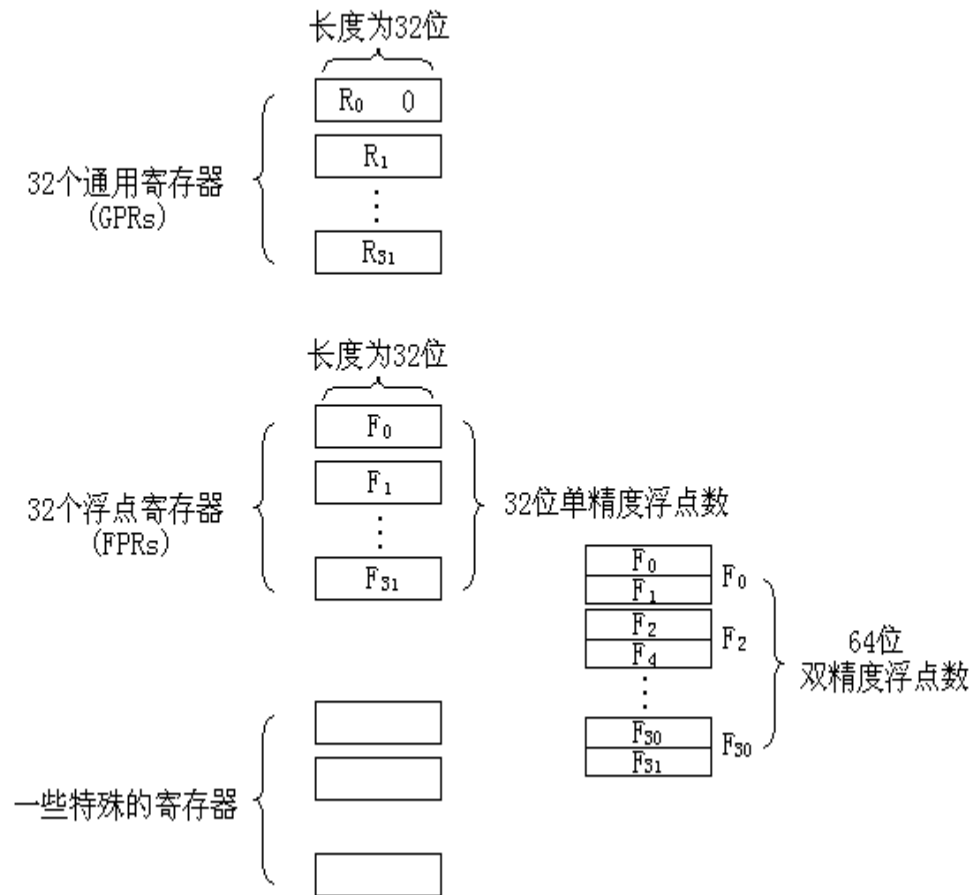 长度为32位
R0 0
R1
32个通用寄存器
(GPRs)
R31
长度为32位
F0
F1
32个浮点寄存器
(FPRs)
F31
32位单精度浮点数
F0
F1
F0
F2
F4
F2
F30
F31
F30
64位
双精度浮点数
一些特殊的寄存器